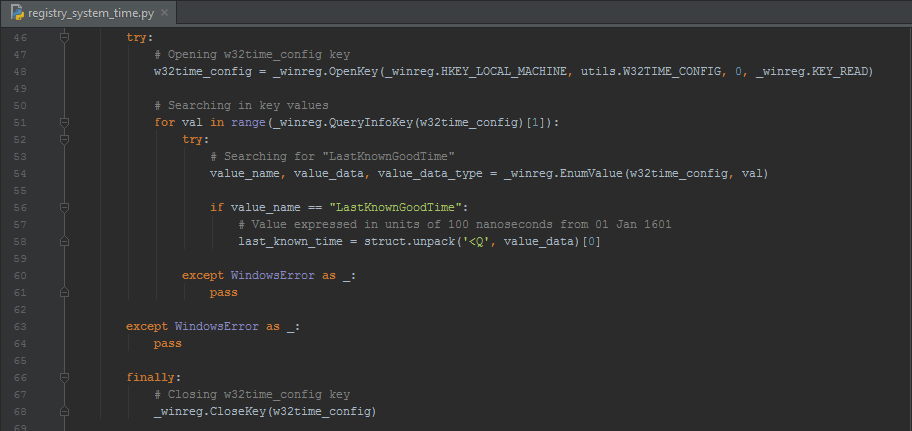 registry_system_time.py ×
46 try:
47 # Opening w32time_config key
48 w32time_config = _winreg.OpenKey(_winreg.HKEY_LOCAL_MACHINE, utils.W32TIME_CONFIG, 0, _winreg.KEY_READ)
49
50 # Searching in key values
51 for val in range(_winreg.QueryInfoKey(w32time_config)[1]):
52 try:
53 # Searching for "LastKnownGoodTime"
54 value_name, value_data, value_data_type = _winreg.EnumValue(w32time_config, val)
55
56 if value_name == "LastKnownGoodTime":
57 # Value expressed in units of 100 nanoseconds from 01 Jan 1601
58 last_known_time = struct.unpack('<Q', value_data)[0]
59
60 except WindowsError as _:
61 pass
62
63 except WindowsError as _:
64 pass
65
66 finally:
67 # Closing w32time_config key
68 _winreg.CloseKey(w32time_config)
69